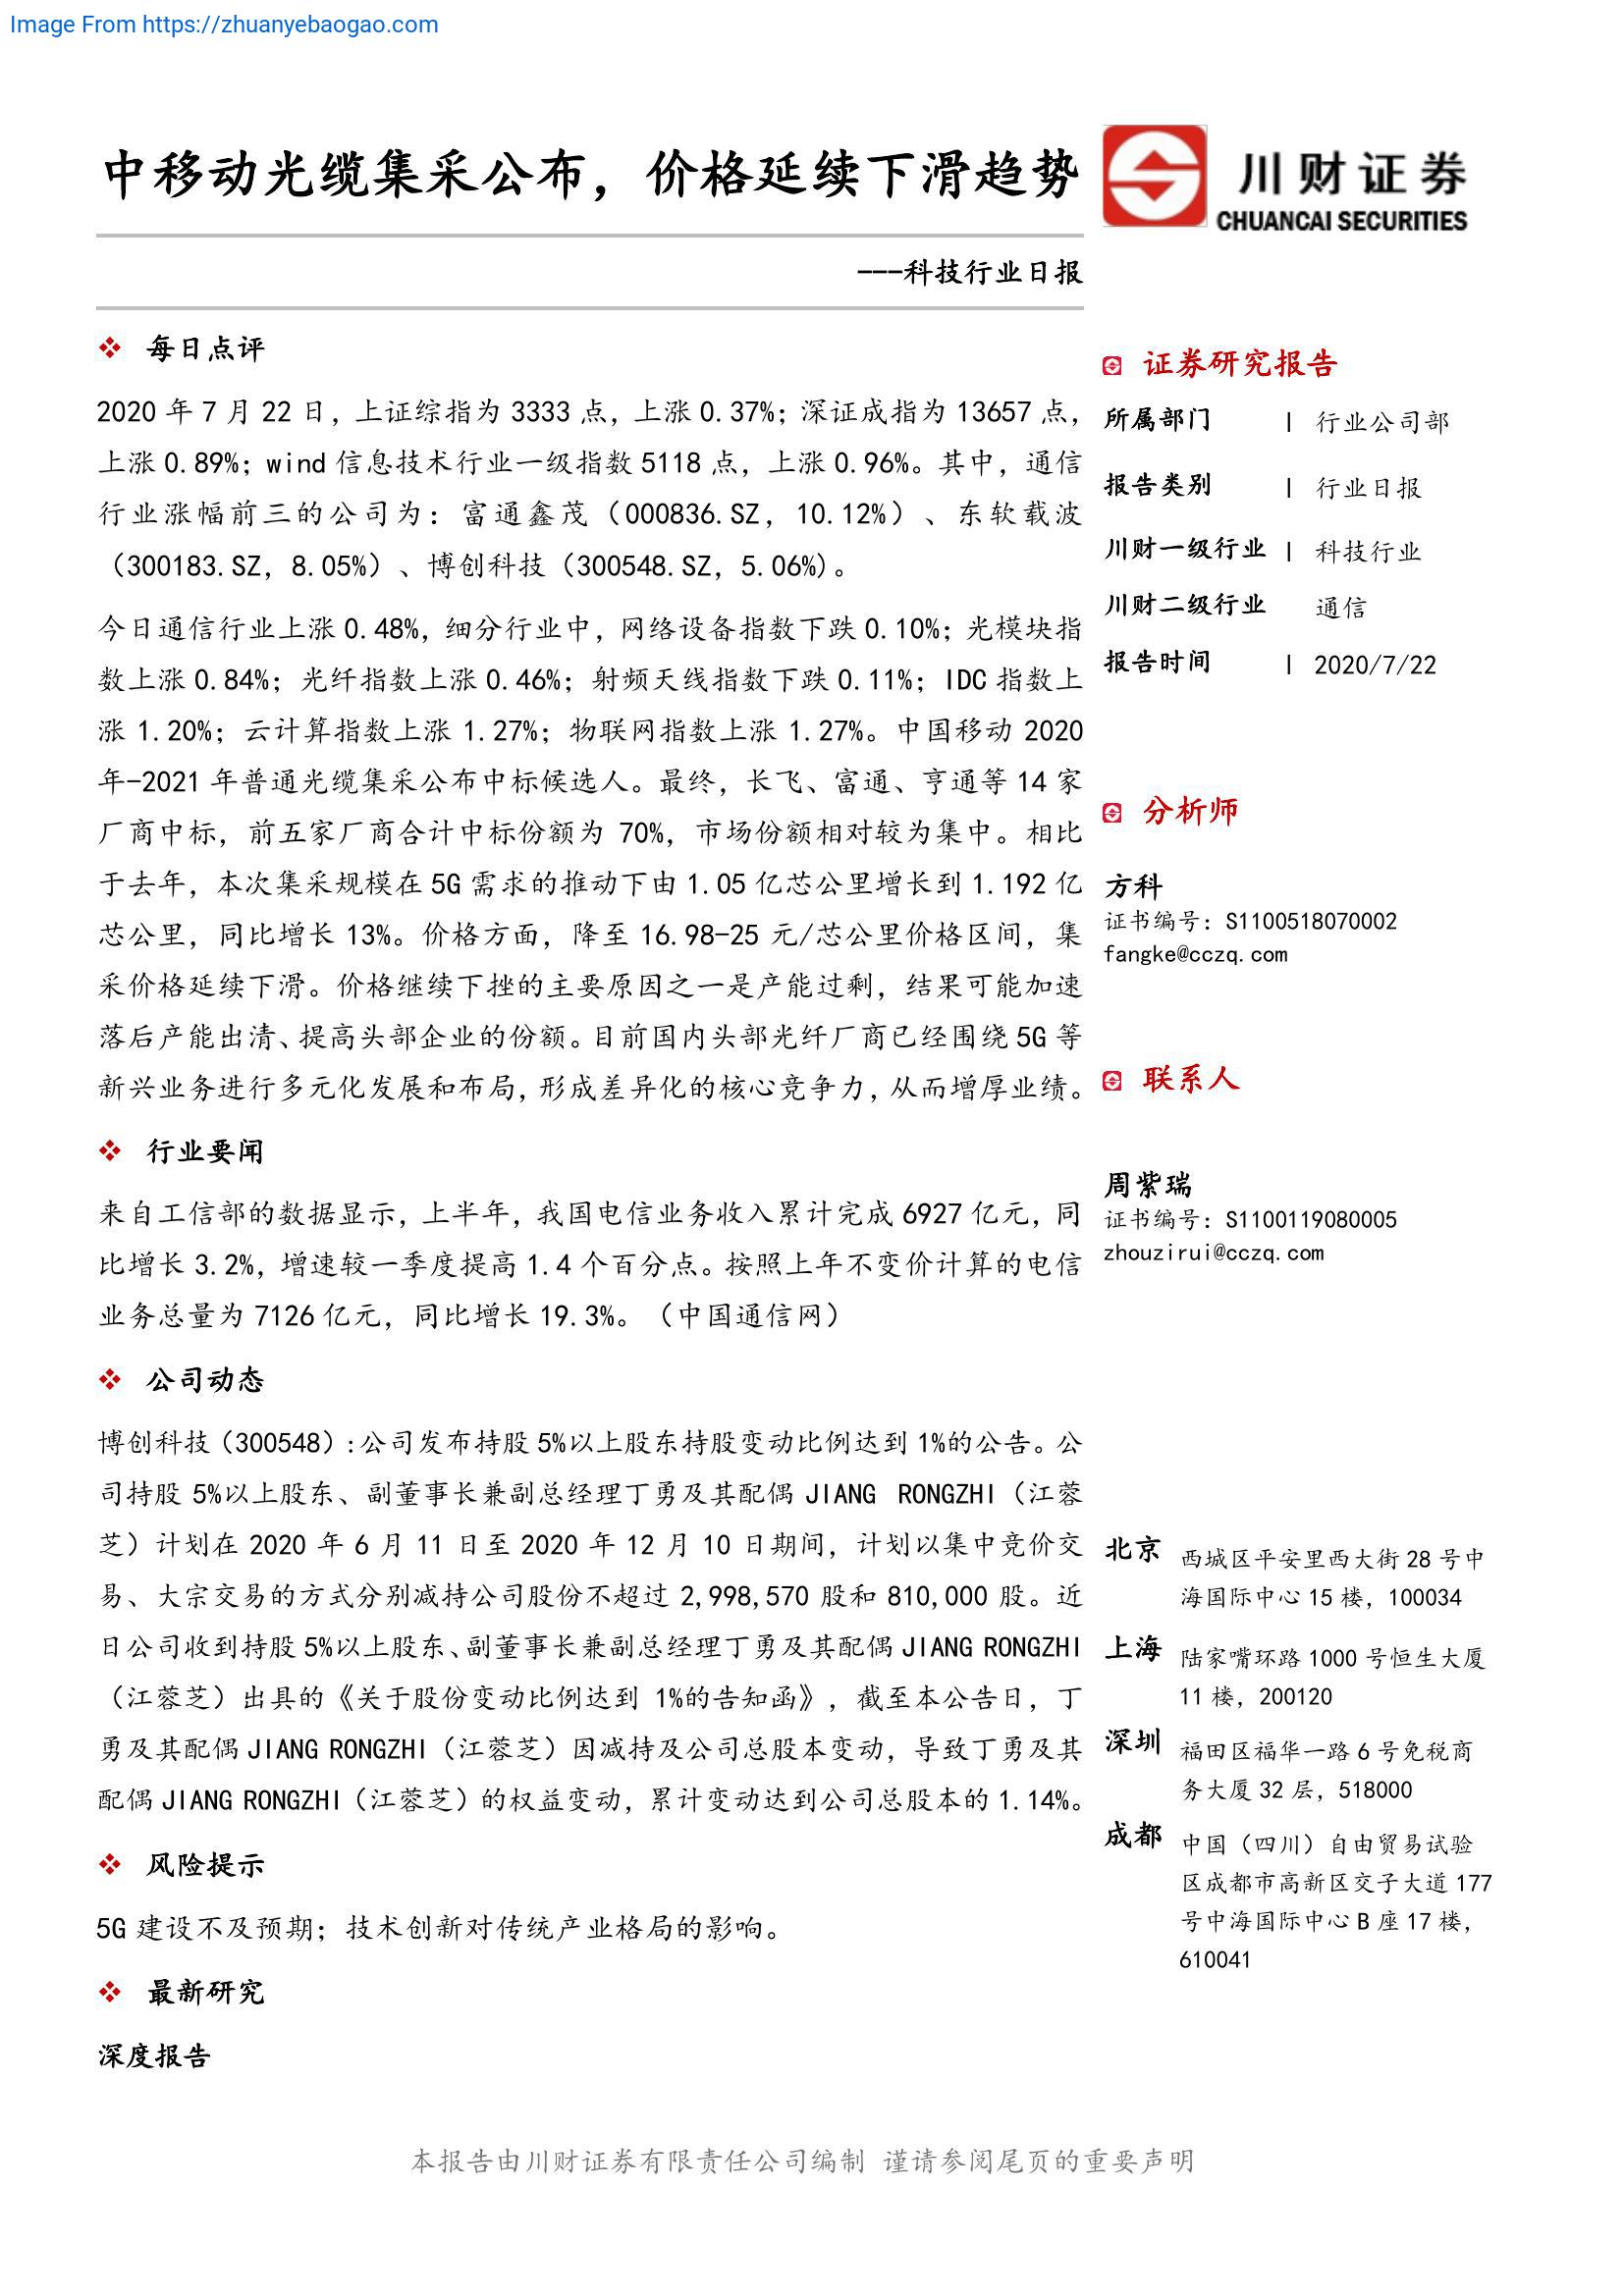 Image From https://zhuanyebaogao.com
中移动光缆集采公布，价格延续下滑趋势
川财证券
CHUANCAI SECURITIES
---科技行业日报
每日点评
2020 年 7 月 22 日，上证综指为 3333 点，上涨 0.37%；深证成指为 13657 点，
上涨 0.89%；wind 信息技术行业一级指数 5118 点，上涨 0.96%。其中，通信
行业涨幅前三的公司为：富通鑫茂（000836.SZ，10.12%）、东软载波
（300183.SZ，8.05%）、博创科技（300548.SZ，5.06%)。
今日通信行业上涨 0.48%，细分行业中，网络设备指数下跌 0.10%；光模块指
数上涨 0.84%；光纤指数上涨 0.46%；射频天线指数下跌 0.11%；IDC 指数上
涨 1.20%；云计算指数上涨 1.27%；物联网指数上涨 1.27%。中国移动 2020
年-2021 年普通光缆集采公布中标候选人。最终，长飞、富通、亨通等 14 家
厂商中标，前五家厂商合计中标份额为 70%，市场份额相对较为集中。相比
于去年，本次集采规模在 5G 需求的推动下由 1.05 亿芯公里增长到 1.192 亿
芯公里，同比增长 13%。价格方面，降至 16.98-25 元/芯公里价格区间，集
采价格延续下滑。价格继续下挫的主要原因之一是产能过剩，结果可能加速
落后产能出清、提高头部企业的份额。目前国内头部光纤厂商已经围绕 5G 等
新兴业务进行多元化发展和布局，形成差异化的核心竞争力，从而增厚业绩。
行业要闻
来自工信部的数据显示，上半年，我国电信业务收入累计完成 6927 亿元，同
比增长 3.2%，增速较一季度提高 1.4 个百分点。按照上年不变价计算的电信
业务总量为 7126 亿元，同比增长 19.3%。（中国通信网）
公司动态
博创科技（300548）：公司发布持股 5%以上股东持股变动比例达到 1%的公告。公
司持股 5%以上股东、副董事长兼副总经理丁勇及其配偶 JIANG RONGZHI（江蓉
芝）计划在 2020 年 6 月 11 日至 2020 年 12 月 10 日期间，计划以集中竞价交
易、大宗交易的方式分别减持公司股份不超过 2,998,570 股和 810,000 股。近
日公司收到持股 5%以上股东、副董事长兼副总经理丁勇及其配偶 JIANG RONGZHI
（江蓉芝）出具的《关于股份变动比例达到 1%的告知函》，截至本公告日，丁
勇及其配偶 JIANG RONGZHI（江蓉芝）因减持及公司总股本变动，导致丁勇及其
配偶 JIANG RONGZHI（江蓉芝）的权益变动，累计变动达到公司总股本的 1.14%。
风险提示
5G 建设不及预期；技术创新对传统产业格局的影响。
最新研究
深度报告
证券研究报告
所属部门 | 行业公司部
报告类别 | 行业日报
川财一级行业 | 科技行业
川财二级行业 通信
报告时间 | 2020/7/22
分析师
方科
证书编号：S1100518070002
fangke@cczq.com
联系人
周紫瑞
证书编号：S1100119080005
zhouzirui@cczq.com
北京 西城区平安里西大街 28 号中
海国际中心 15 楼，100034
上海 陆家嘴环路 1000 号恒生大厦
11 楼，200120
深圳 福田区福华一路 6 号免税商
务大厦 32 层，518000
成都 中国（四川）自由贸易试验
区成都市高新区交子大道 177
号中海国际中心 B 座 17 楼，
610041
本报告由川财证券有限责任公司编制 谨请参阅尾页的重要声明